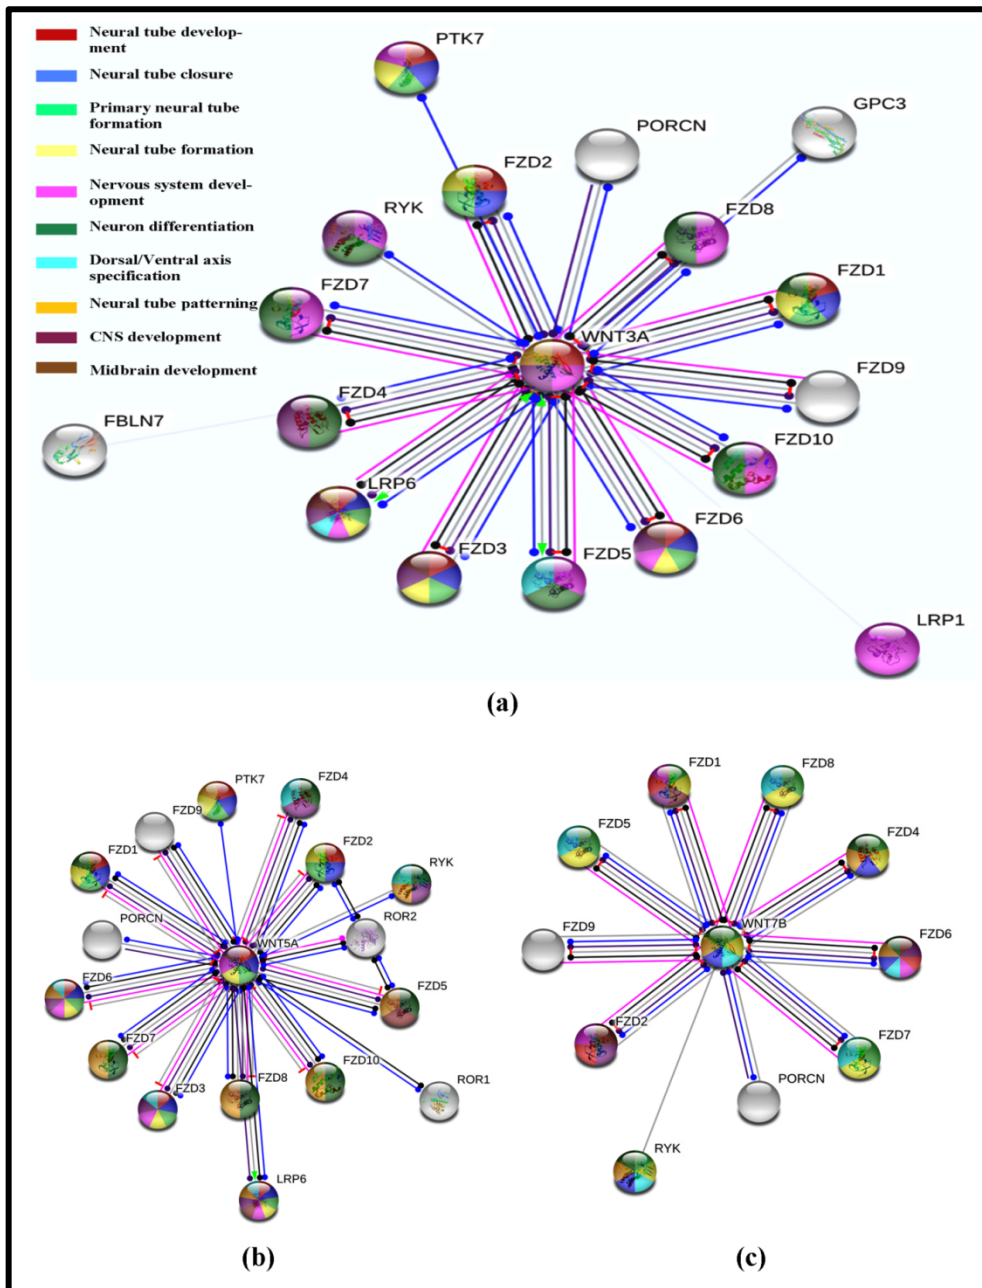 Neural tube develop-
ment
Neural tube closure
Primary neural tube
formation
Neural tube formation
Nervous system devel-
opment
Neuron differentiation
Dorsal/Ventral axis
specification
Neural tube patterning
CNS development
Midbrain development
PTK7
PORCN
GPC3
FZD2
RYK
FZD8
FZD7
FZD1
WNT3A
FZD9
FZD4
FBLN7
FZD10
LRP6
FZD6
FZD3
FZD5
LRP1
(a)
PTK7
FZD4
FZD9
FZD1
FZD2
RYK
PORCN
ROR2
WNT5A
FZD6
FZD5
FZD7
FZD3
FZD8
FZD10
ROR1
LRP6
(b)
FZD1
FZD8
FZD5
FZD4
FZD9
WNT7B
FZD6
FZD2
FZD7
PORCN
RYK
(c)